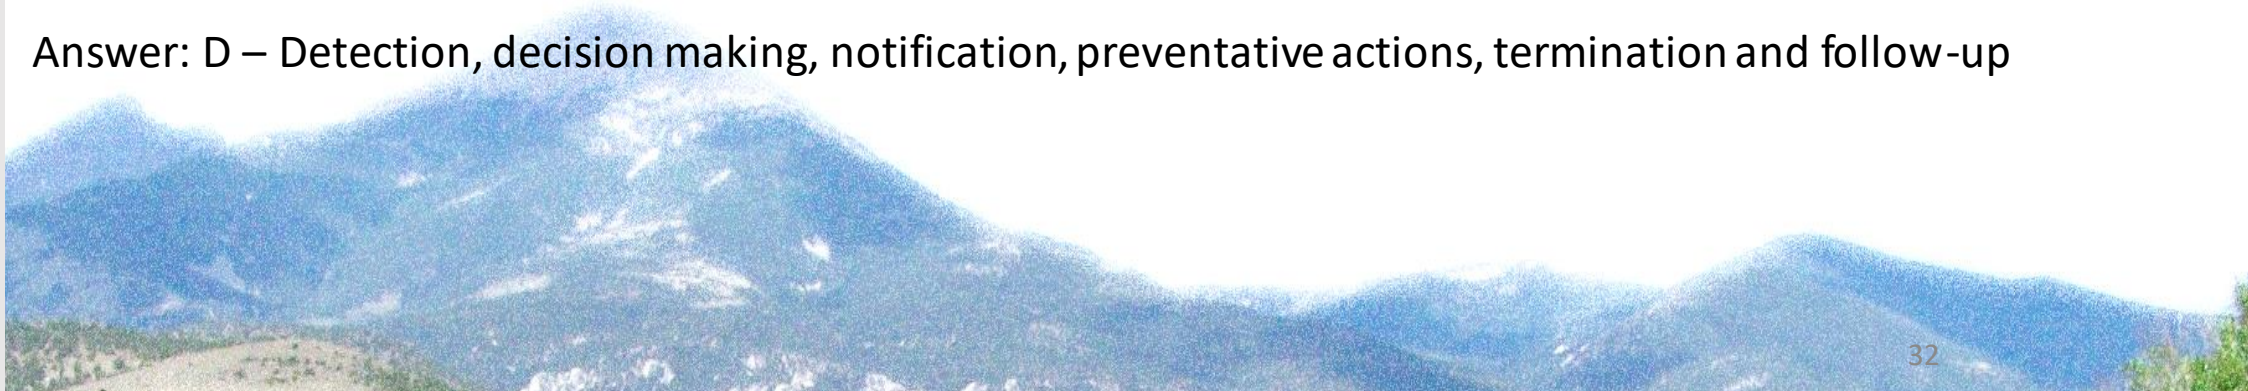 Answer: D – Detection, decision making, notification, preventative actions, termination and follow-up
32